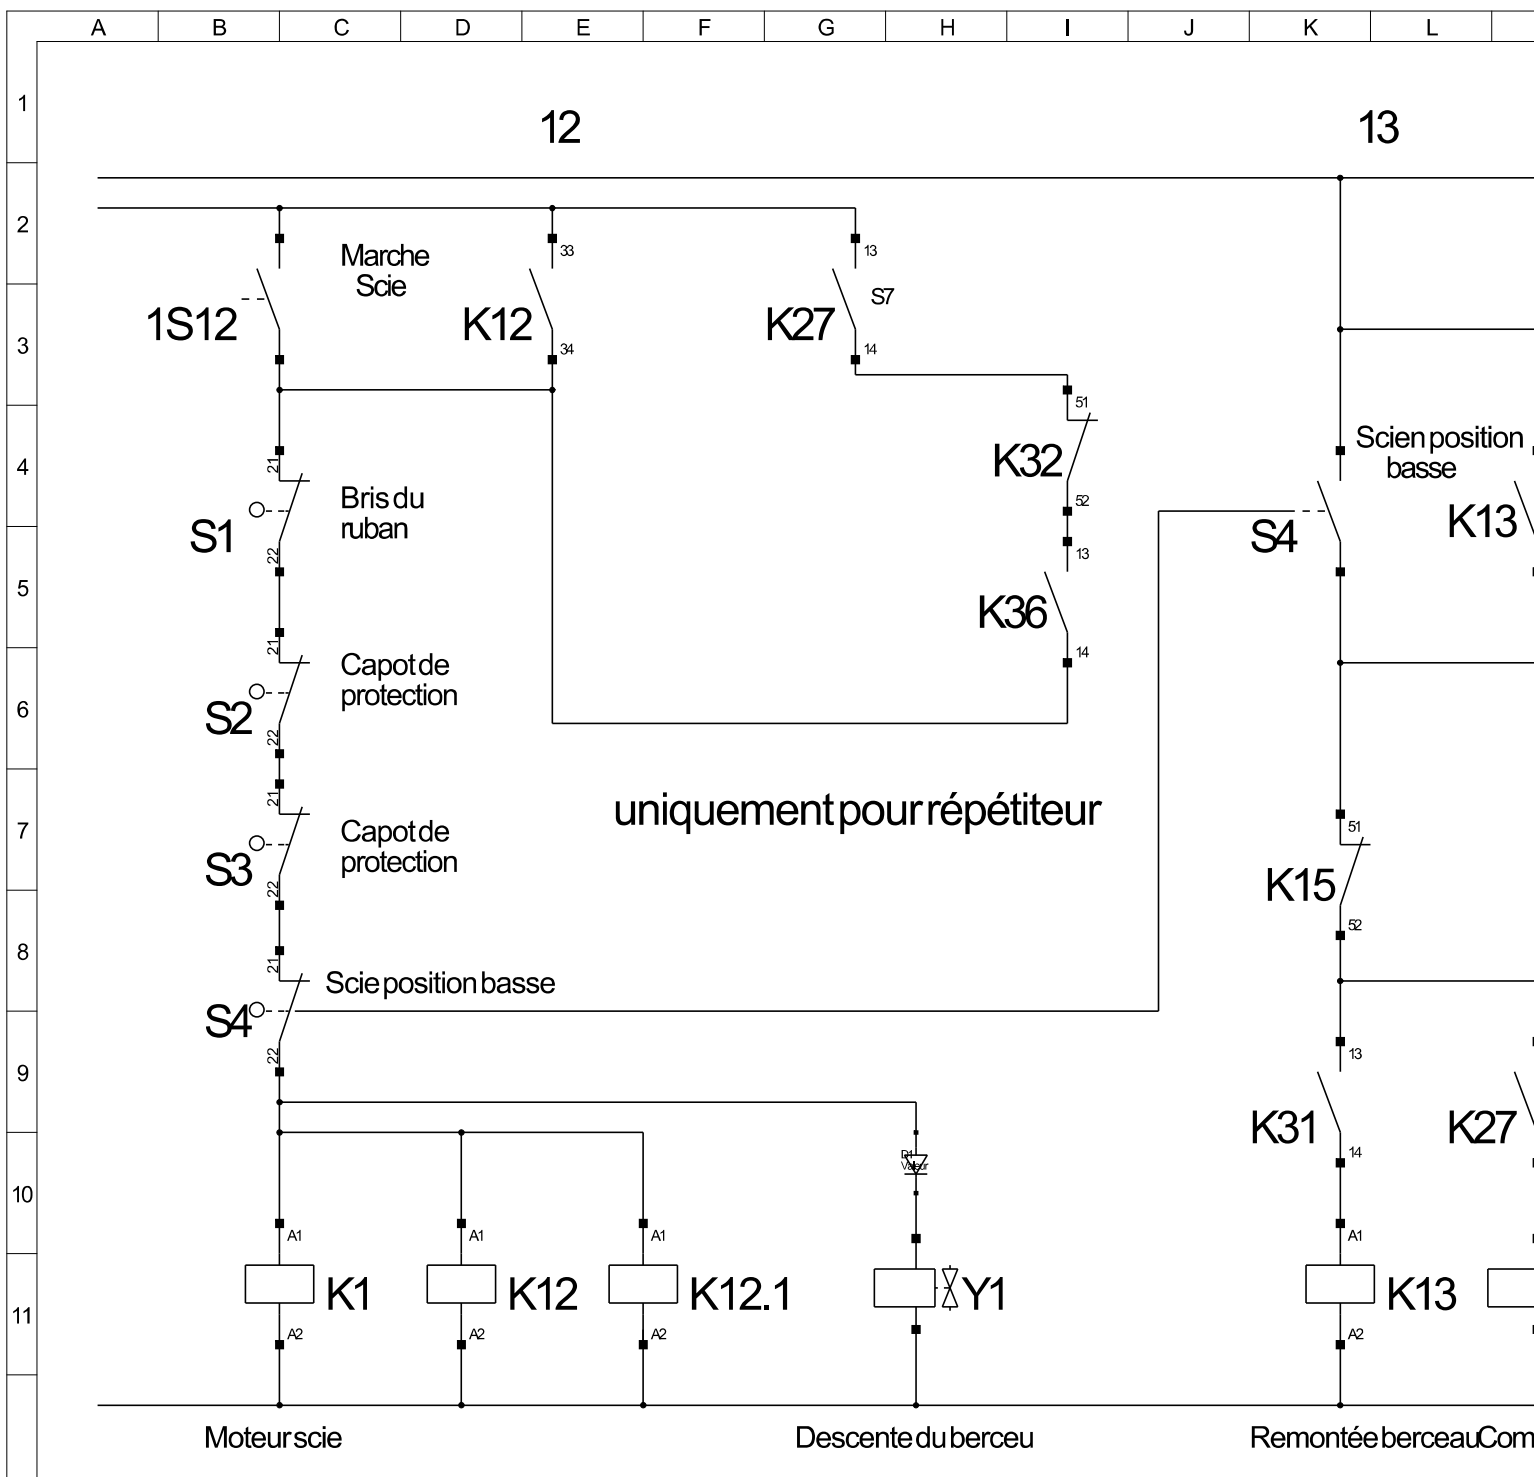 A B C D E F G H I J K L
1
12 13
2
33 13
Marche
Scie
S7
1S12 K12 K27
3
34 14
51
4
21
Scien position
basse
K32
Bris du
ruban
52
S1 S4 K13
22
13
5
K36
21
14
Capot de
protection
6
S2
22
21
uniquement pour répétiteur
7
51
Capot de
protection
S3
K15
22
52
8
21
Scie position basse
S4
22
13
9
K31 K27
14
D1
Valeur
10
A1 A1 A1 A1
K1 K12 K12.1 Y1 K13
11
A2 A2 A2 A2
Moteur scie Descente du berceu Remontée berceau Com